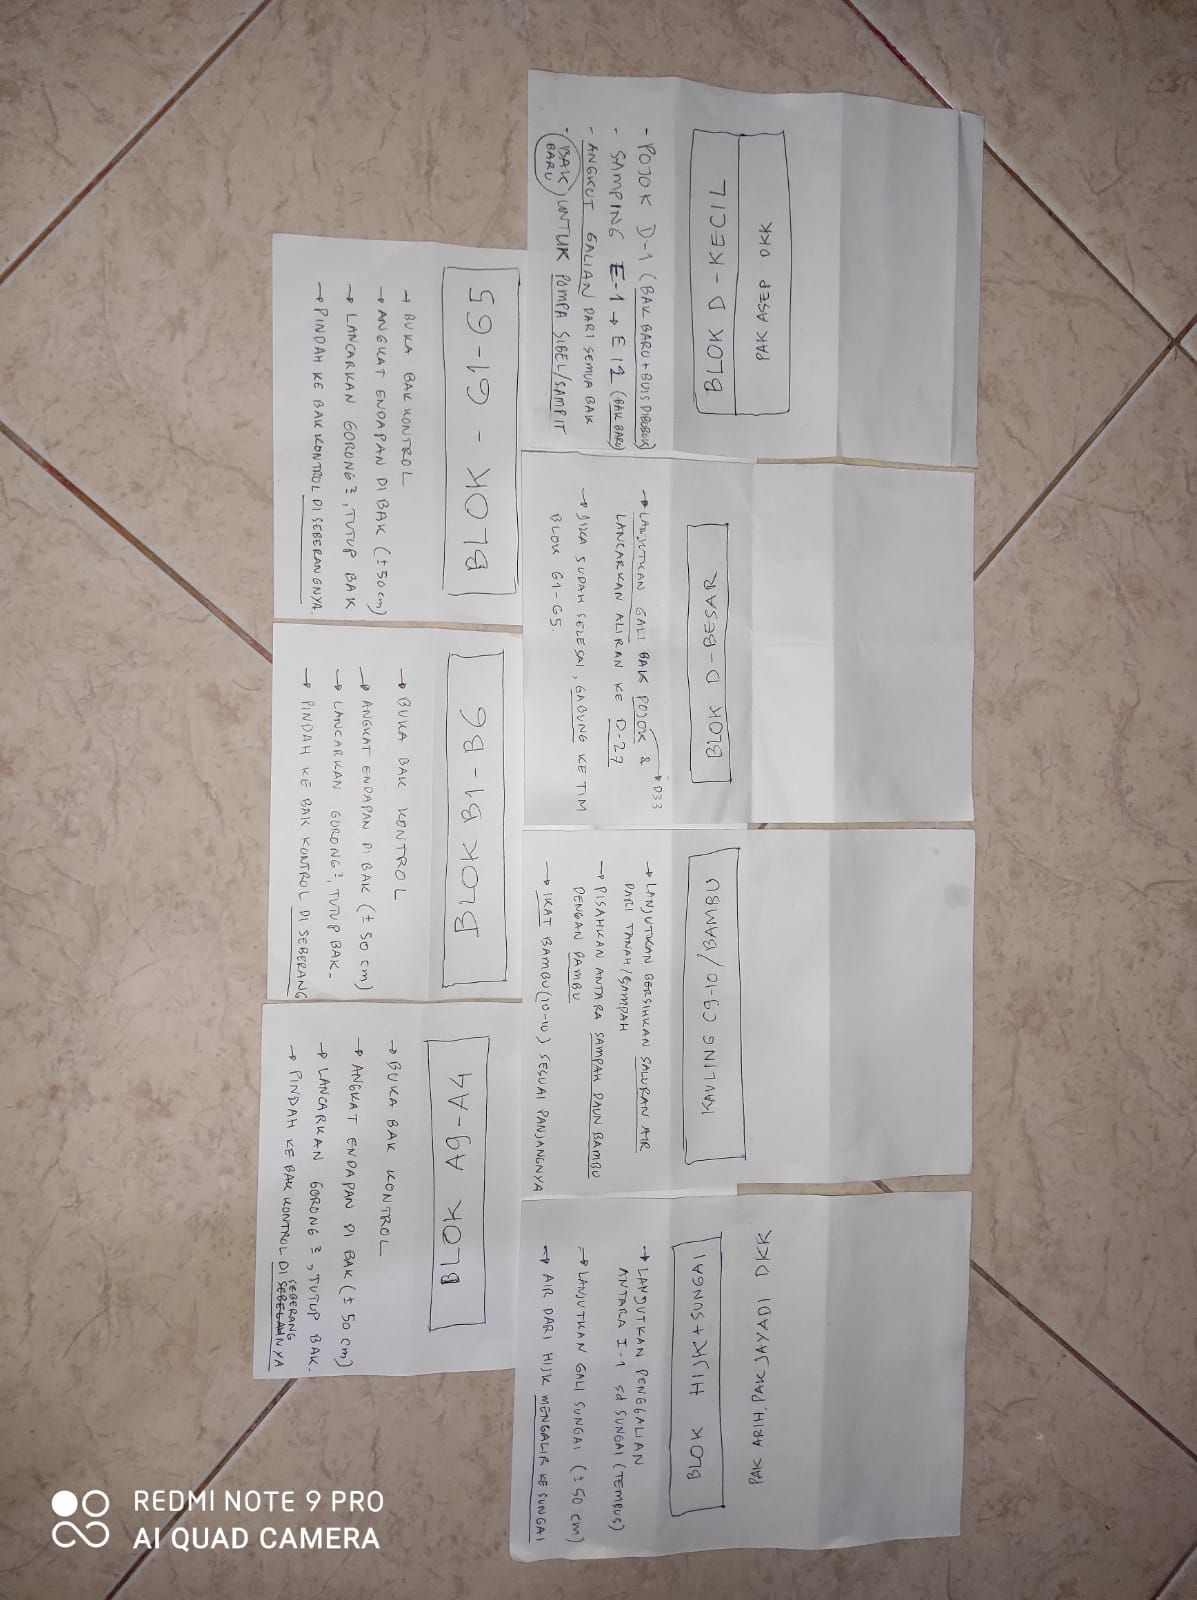 BLOK D - KECIL
PAK ASEP DKK
- POJOK D-1 (BAK BARU + BUIS DIBOBOK)
- SAMPING E-1 → E 12 (BAK BARU)
- ANGKUT GALIAN DARI SEMUA BAK
- BAK BARU UNTUK POMPA SIBEL/SAMPIT
BLOK D-BESAR
→ LANJUTKAN GALI BAK POJOK &
→ D33
LANCARKAN ALIRAN KE D-27
→ JIKA SUDAH SELESAI, GABUNG KE TIM
BLOK G1-G5.
KAVLING C9-10/BAMBU
→ LANJUTKAN BERSIHKAN SALURAN AIR
DARI TANAH/SAMPAH
→ PISAHKAN ANTARA SAMPAH DAUN BAMBU
DENGAN BAMBU
→ IKAT BAMBU (10-10) SESUAI PANJANGNYA
BLOK HIJK+SUNGAI
PAK ARIH, PAK JAYADI DKK
→ LANJUTKAN PENGGALIAN
ANTARA I-1 sd SUNGAI (TEMBUS)
→ LANJUTKAN GALI SUNGAI (± 50 cm)
→ AIR DARI HIJK MENGALIR KE SUNGAI
BLOK - G1-G5
→ BUKA BAK KONTROL
→ ANGKAT ENDAPAN DI BAK (±50cm)
→ LANCARKAN GORONG², TUTUP BAK
→ PINDAH KE BAK KONTROL DI SEBERANGNYA.
BLOK B1-B6
→ BUKA BAK KONTROL
→ ANGKAT ENDAPAN DI BAK (± 50 cm)
→ LANCARKAN GORONG², TUTUP BAK-
→ PINDAH KE BAK KONTROL DI SEBERANG
BLOK A9-A4
→ BUKA BAK KONTROL
→ ANGKAT ENDAPAN DI BAK (± 50 cm)
→ LANCARKAN GORONG², TUTUP BAK-
→ PINDAH KE BAK KONTROL DI SEBERANGNYA
REDMI NOTE 9 PRO
AI QUAD CAMERA